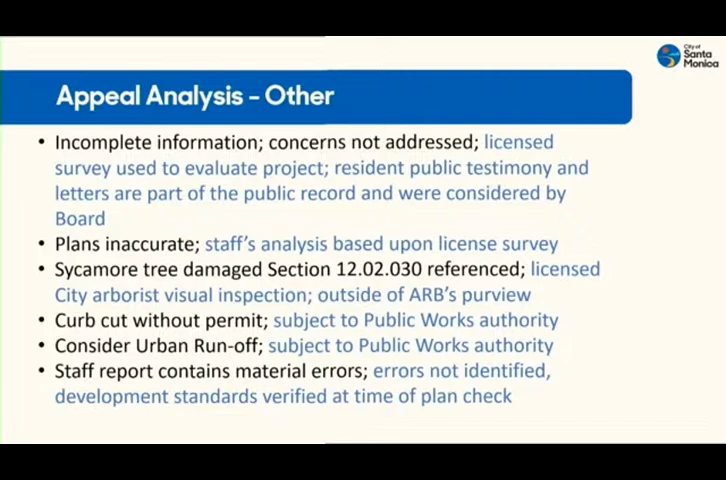 City of
Santa
Monica
Appeal Analysis – Other
• Incomplete information; concerns not addressed; licensed
survey used to evaluate project; resident public testimony and
letters are part of the public record and were considered by
Board
• Plans inaccurate; staff's analysis based upon license survey
• Sycamore tree damaged Section 12.02.030 referenced; licensed
City arborist visual inspection; outside of ARB's purview
• Curb cut without permit; subject to Public Works authority
• Consider Urban Run-off; subject to Public Works authority
• Staff report contains material errors; errors not identified,
development standards verified at time of plan check